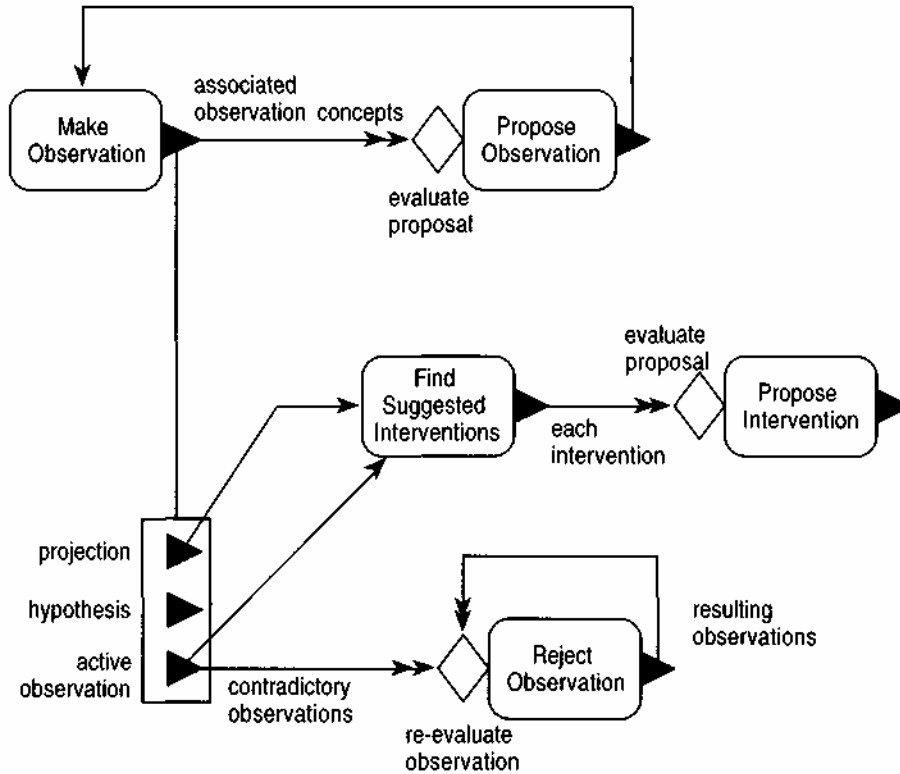 associated
observation concepts
Make
Observation
Propose
Observation
evaluate
proposal
evaluate
proposal
Find
Suggested
Interventions
Propose
Intervention
each
intervention
projection
hypothesis
active
observation
contradictory
observations
Reject
Observation
resulting
observations
re-evaluate
observation